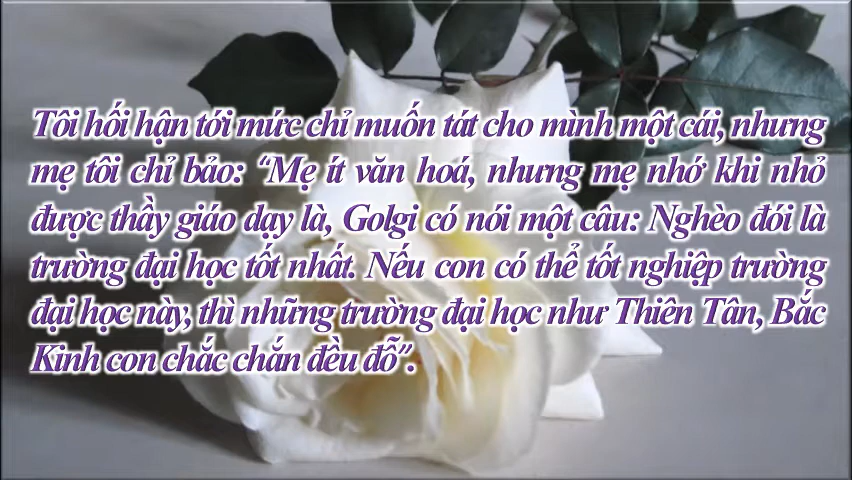 Tôi hối hận tới mức chỉ muốn tát cho mình một cái, nhưng
mẹ tôi chỉ bảo: “Mẹ ít văn hoá, nhưng mẹ nhớ khi nhỏ
được thầy giáo dạy là, Golgi có nói một câu: Nghèo đói là
trường đại học tốt nhất. Nếu con có thể tốt nghiệp trường
đại học này, thì những trường đại học như Thiên Tân, Bắc
Kinh con chắc chắn đều đỗ”.